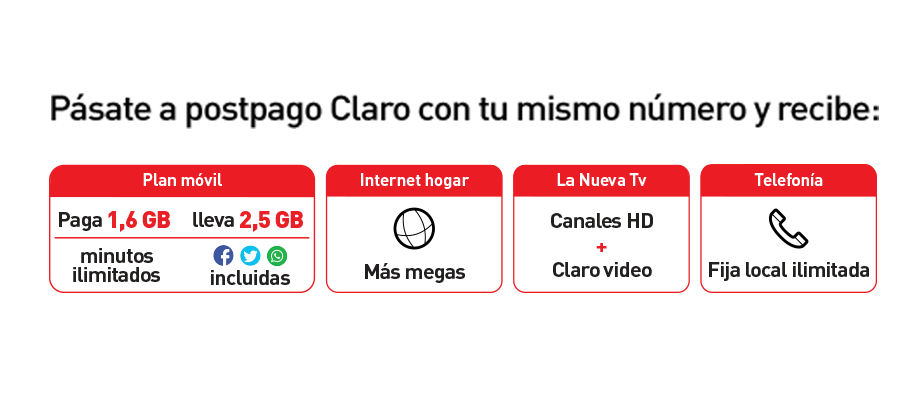 Pásate a postpago Claro con tu mismo número y recibe:
Plan móvil
Paga 1,6 GB lleva 2,5 GB
minutos
ilimitados
incluidas
Internet hogar
Más megas
La Nueva Tv
Canales HD
+
Claro video
Telefonía
Fija local ilimitada